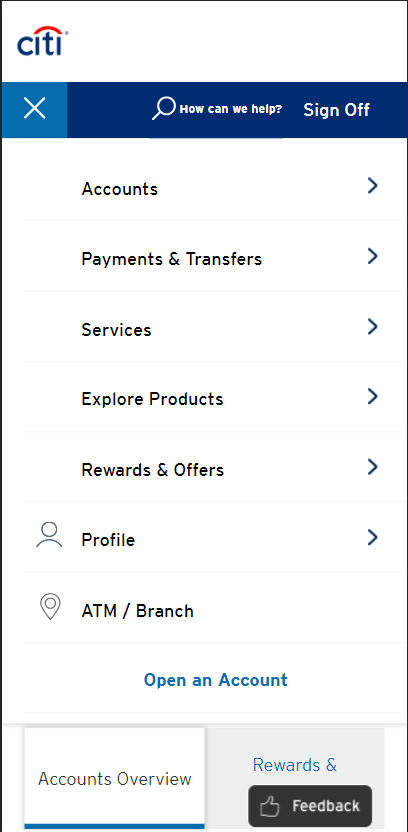 citi
How can we help?
Sign Off
Accounts
Payments & Transfers
Services
Explore Products
Rewards & Offers
Profile
ATM / Branch
Open an Account
Accounts Overview
Rewards &
Feedback